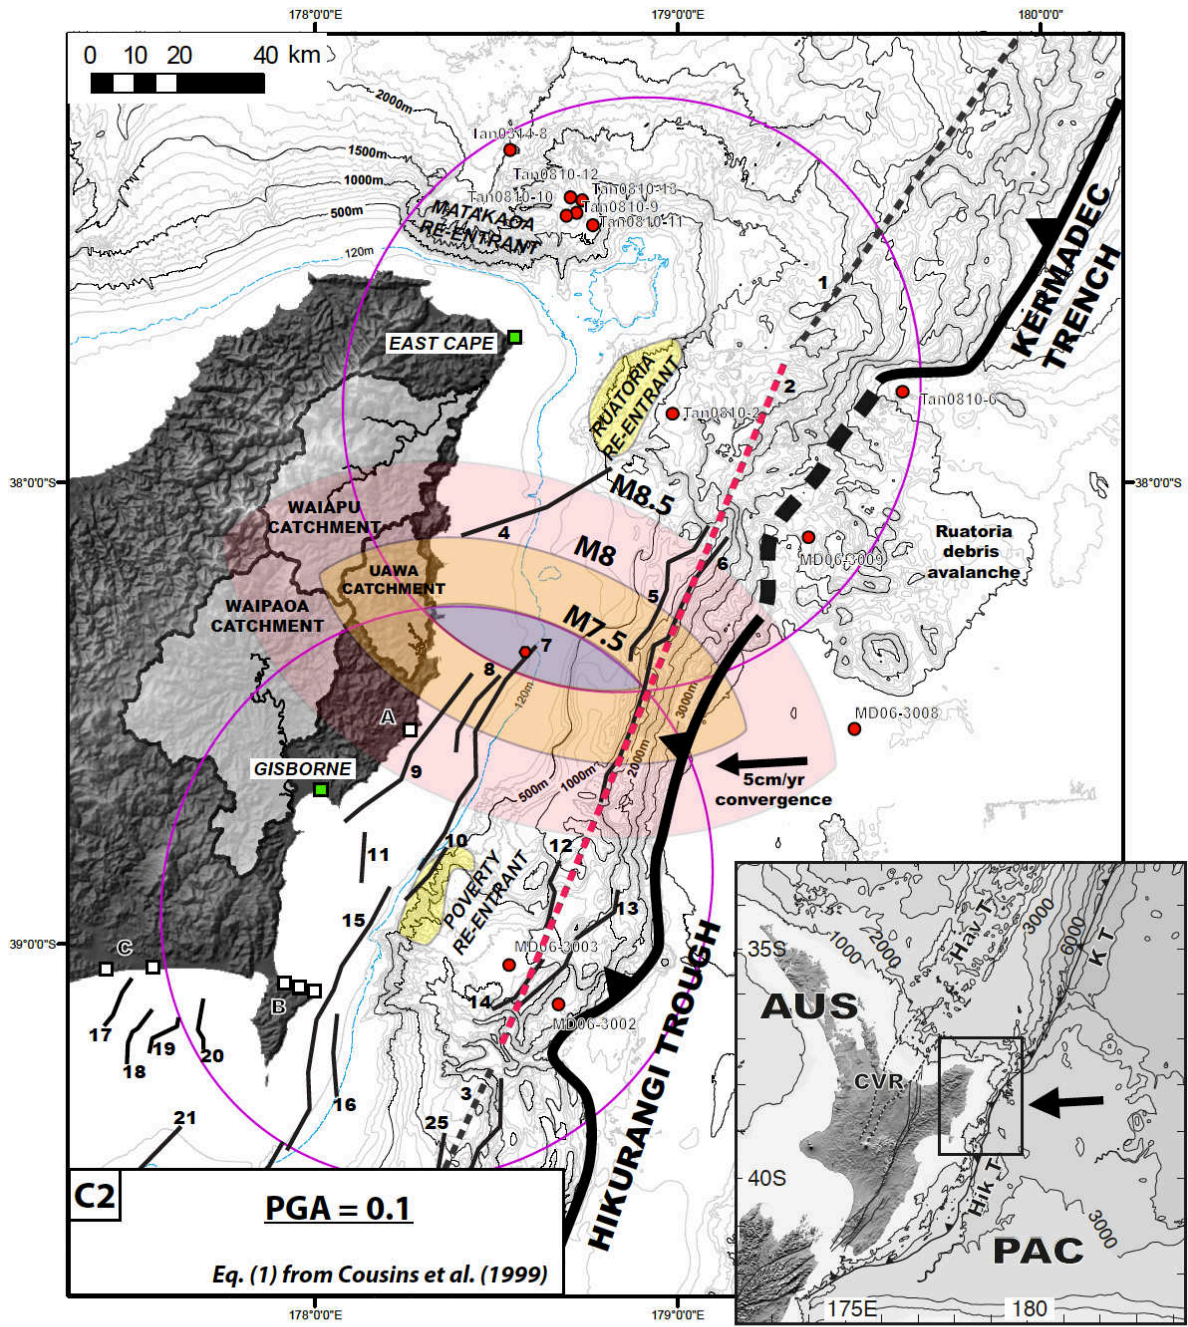 178°0'0"E
179°0'0"E
180°0'0"
0 10 20 40 km
2000m
1500m
1000m
500m
120m
Tan0314-8
Tan0810-12
Tan0810-13
Tan0810-10
Tan0810-9
Tan0810-11
MATAKAOA
RE-ENTRANT
1
KERMADEC
TRENCH
EAST CAPE
RUATORIA
RE-ENTRANT
2
Tan0810-2
Tan0810-6
38°0'0"S
38°0'0"S
M8.5
WAIAPU
CATCHMENT
4
M8
6
MD06-3009
Ruatoria
debris
avalanche
UAWA
CATCHMENT
5
WAIPAOA
CATCHMENT
M7.5
7
8
120m
3000m
A
MD06-3008
GISBORNE
9
2000m
1000m
500m
5cm/yr
convergence
10
12
11
POVERTY
RE-ENTRANT
15
13
39°0'0"S
C
MD06-3003
14
B
MD06-3002
17
19
20
18
16
3
21
25
HIKURANGI TROUGH
C2
PGA = 0.1
Eq. (1) from Cousins et al. (1999)
178°0'0"E
179°0'0"E
35S
1000
2000
Hav T
3000
6000
K T
AUS
CVR
40S
Hik T
3000
PAC
175E
180